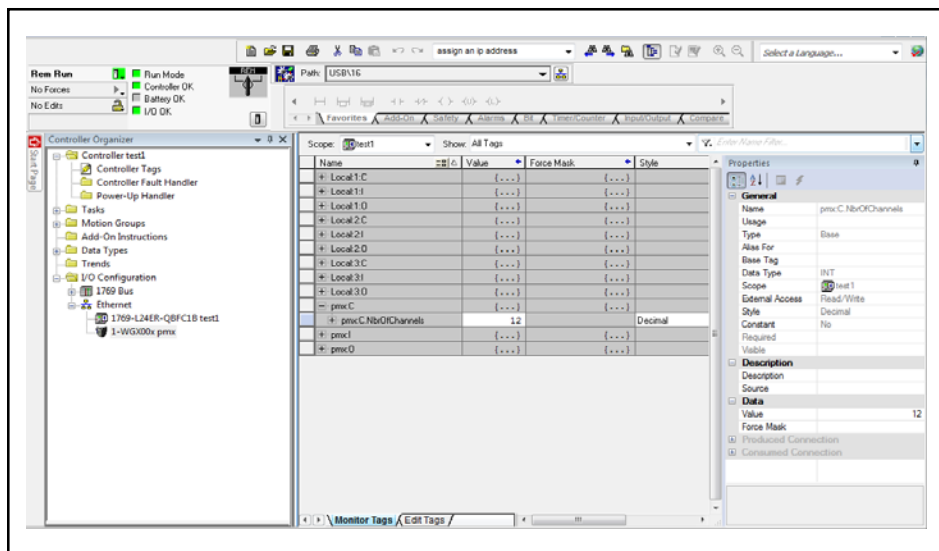 assign an ip address
Select a Language...
Rem Run
Run Mode
No Forces
Controller OK
Battery OK
No Edits
I/O OK
Path: USB\16
Favorites Add-On Safety Alarms Bit Timer/Counter Input/Output Compare
Start Page
Controller Organizer
Controller test1
Controller Tags
Controller Fault Handler
Power-Up Handler
Tasks
Motion Groups
Add-On Instructions
Data Types
Trends
I/O Configuration
1769 Bus
Ethernet
1769-L24ER-QBFC1B test1
1-WGX00x pmx
Scope: test1 Show: All Tags Enter Name Filter...
Name Value Force Mask Style
Local:1:C {...} {...}
Local:1:I {...} {...}
Local:1:O {...} {...}
Local:2:C {...} {...}
Local:2:I {...} {...}
Local:2:O {...} {...}
Local:3:C {...} {...}
Local:3:I {...} {...}
Local:3:O {...} {...}
pmx:C {...} {...}
pmx:C.NbrOfChannels 12 Decimal
pmx:I {...} {...}
pmx:O {...} {...}
Monitor Tags Edit Tags
Properties
General
Name pmx:C.NbrOfChannels
Usage
Type Base
Alias For
Base Tag
Data Type INT
Scope test1
External Access Read/Write
Style Decimal
Constant No
Required
Visible
Description
Description
Source
Data
Value 12
Force Mask
Produced Connection
Consumed Connection